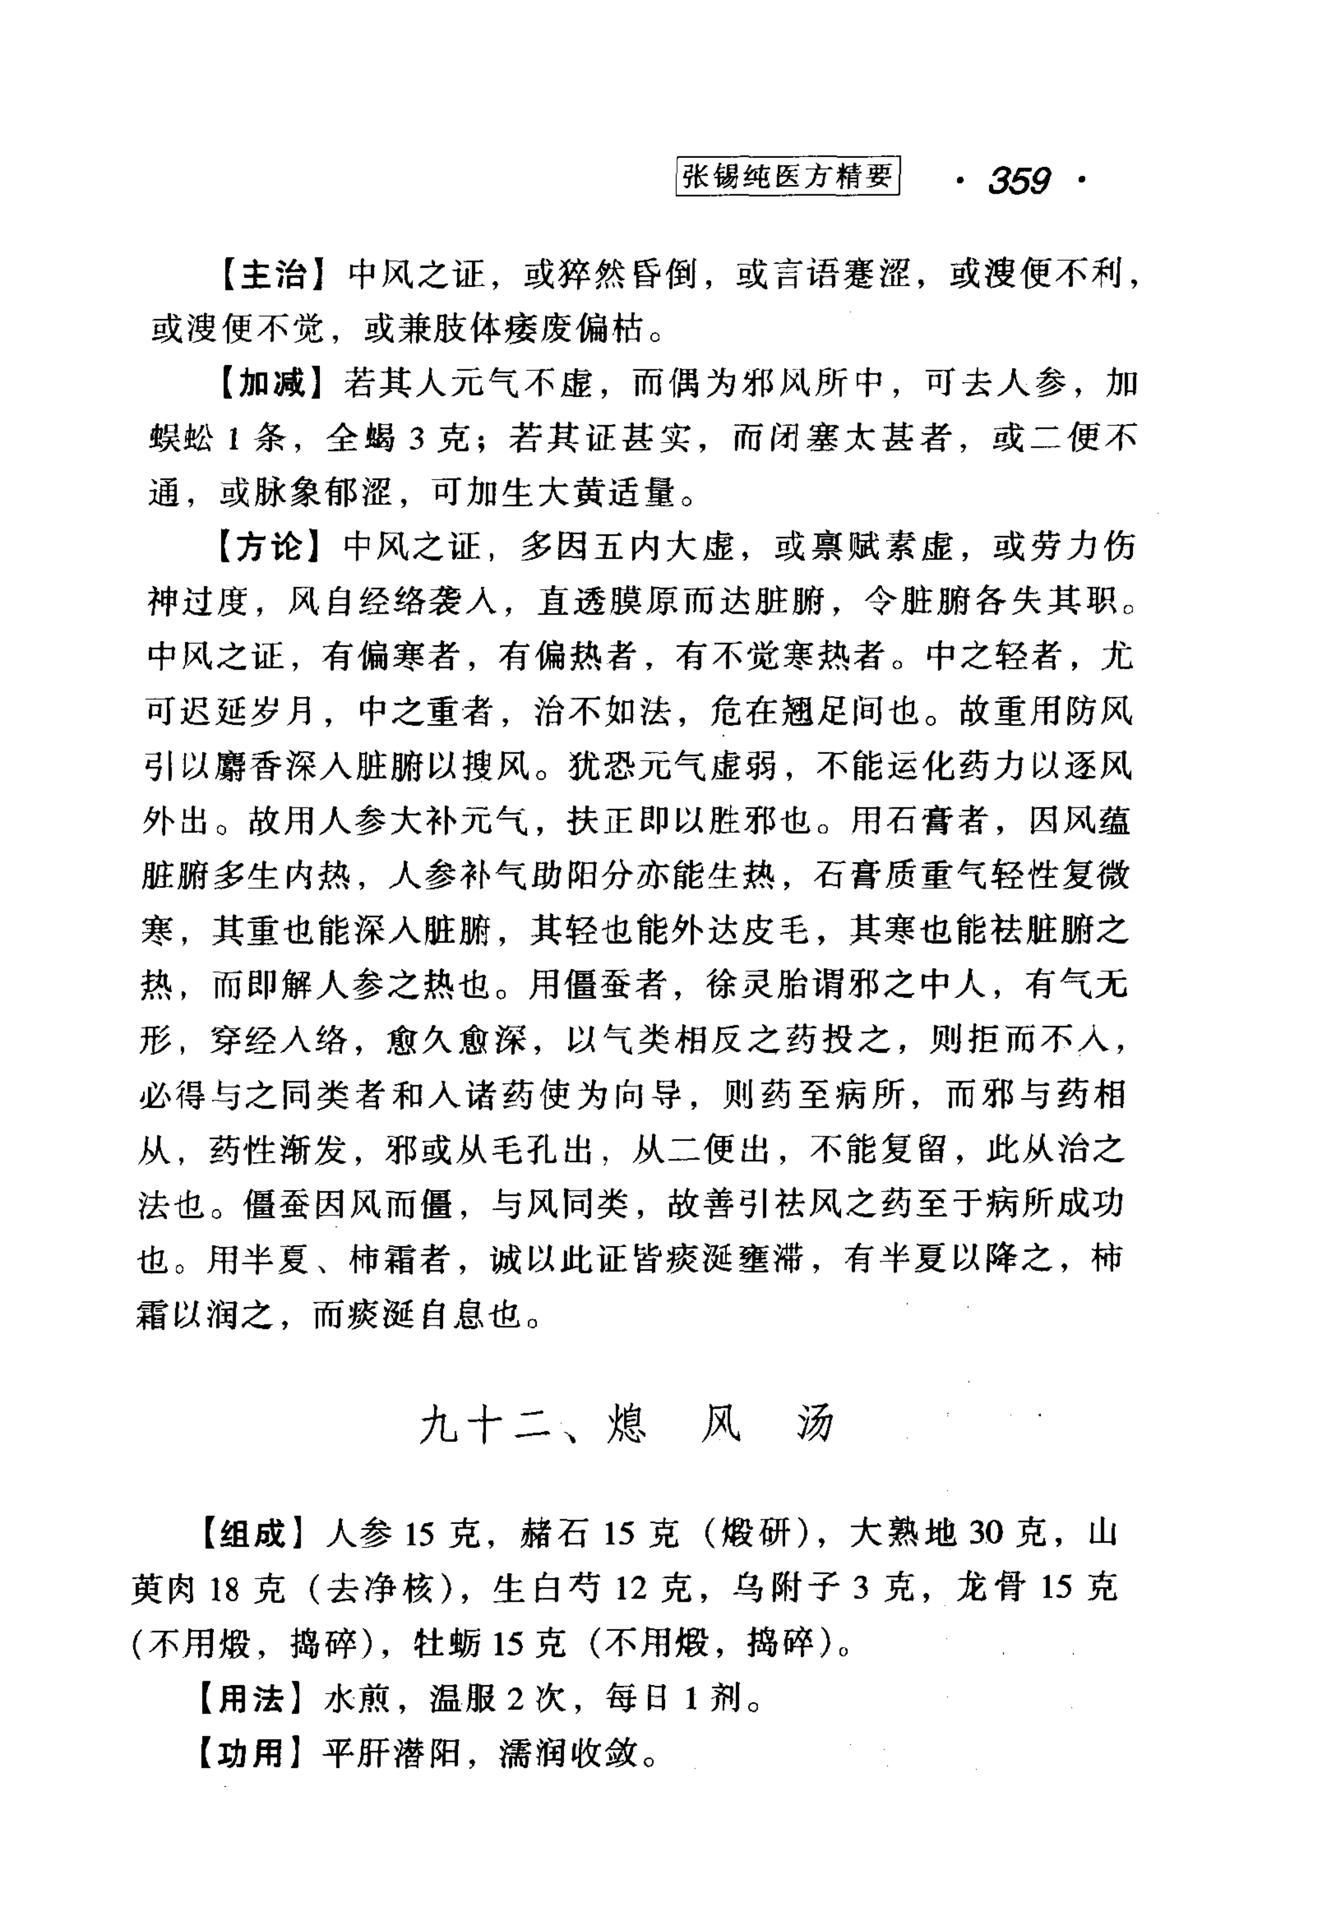 张锡纯医方精要 · 359 ·
【主治】中风之证，或猝然昏倒，或言语蹇涩，或溲便不利，
或溲便不觉，或兼肢体痿废偏枯。
【加减】若其人元气不虚，而偶为邪风所中，可去人参，加
蜈蚣 1 条，全蝎 3 克；若其证甚实，而闭塞太甚者，或二便不
通，或脉象郁涩，可加生大黄适量。
【方论】中风之证，多因五内大虚，或禀赋素虚，或劳力伤
神过度，风自经络袭入，直透膜原而达脏腑，令脏腑各失其职。
中风之证，有偏寒者，有偏热者，有不觉寒热者。中之轻者，尤
可迟延岁月，中之重者，治不如法，危在翘足间也。故重用防风
引以麝香深入脏腑以搜风。犹恐元气虚弱，不能运化药力以逐风
外出。故用人参大补元气，扶正即以胜邪也。用石膏者，因风蕴
脏腑多生内热，人参补气助阳分亦能生热，石膏质重气轻性复微
寒，其重也能深入脏腑，其轻也能外达皮毛，其寒也能祛脏腑之
热，而即解人参之热也。用僵蚕者，徐灵胎谓邪之中人，有气无
形，穿经入络，愈久愈深，以气类相反之药投之，则拒而不入，
必得与之同类者和入诸药使为向导，则药至病所，而邪与药相
从，药性渐发，邪或从毛孔出，从二便出，不能复留，此从治之
法也。僵蚕因风而僵，与风同类，故善引祛风之药至于病所成功
也。用半夏、柿霜者，诚以此证皆痰涎壅滞，有半夏以降之，柿
霜以润之，而痰涎自息也。
九十二、熄 风 汤
【组成】人参 15 克，赭石 15 克（煅研），大熟地 30 克，山
萸肉 18 克（去净核），生白芍 12 克，乌附子 3 克，龙骨 15 克
（不用煅，捣碎），牡蛎 15 克（不用煅，捣碎）。
【用法】水煎，温服 2 次，每日 1 剂。
【功用】平肝潜阳，濡润收敛。